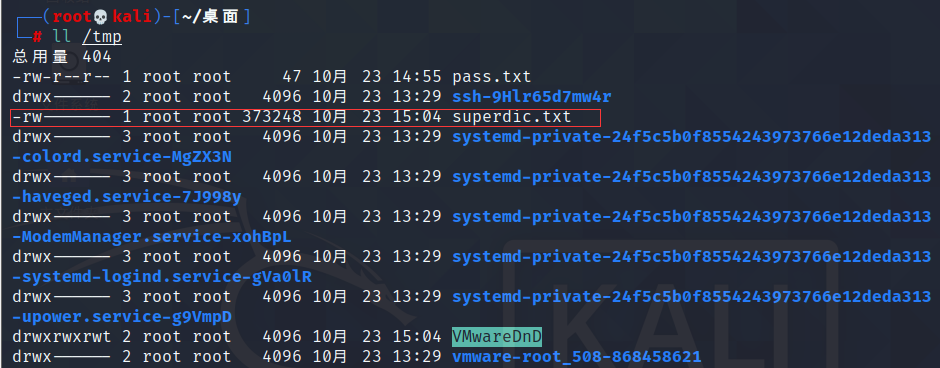 ┌──(root💀kali)-[~/桌面]
└─# ll /tmp
总用量 404
-rw-r--r-- 1 root root     47 10月  23 14:55 pass.txt
drwx------ 2 root root   4096 10月  23 13:29 ssh-9Hlr65d7mw4r
-rw------- 1 root root 373248 10月  23 15:04 superdic.txt
drwx------ 3 root root   4096 10月  23 13:29 systemd-private-24f5c5b0f8554243973766e12deda313
-colord.service-MgZX3N
drwx------ 3 root root   4096 10月  23 13:29 systemd-private-24f5c5b0f8554243973766e12deda313
-haveged.service-7J998y
drwx------ 3 root root   4096 10月  23 13:29 systemd-private-24f5c5b0f8554243973766e12deda313
-ModemManager.service-xohBpL
drwx------ 3 root root   4096 10月  23 13:29 systemd-private-24f5c5b0f8554243973766e12deda313
-systemd-logind.service-gVa0lR
drwx------ 3 root root   4096 10月  23 13:29 systemd-private-24f5c5b0f8554243973766e12deda313
-upower.service-g9VmpD
drwxrwxrwt 2 root root   4096 10月  23 15:04 VMwareDnD
drwx------ 2 root root   4096 10月  23 13:29 vmware-root_508-868458621
KALI